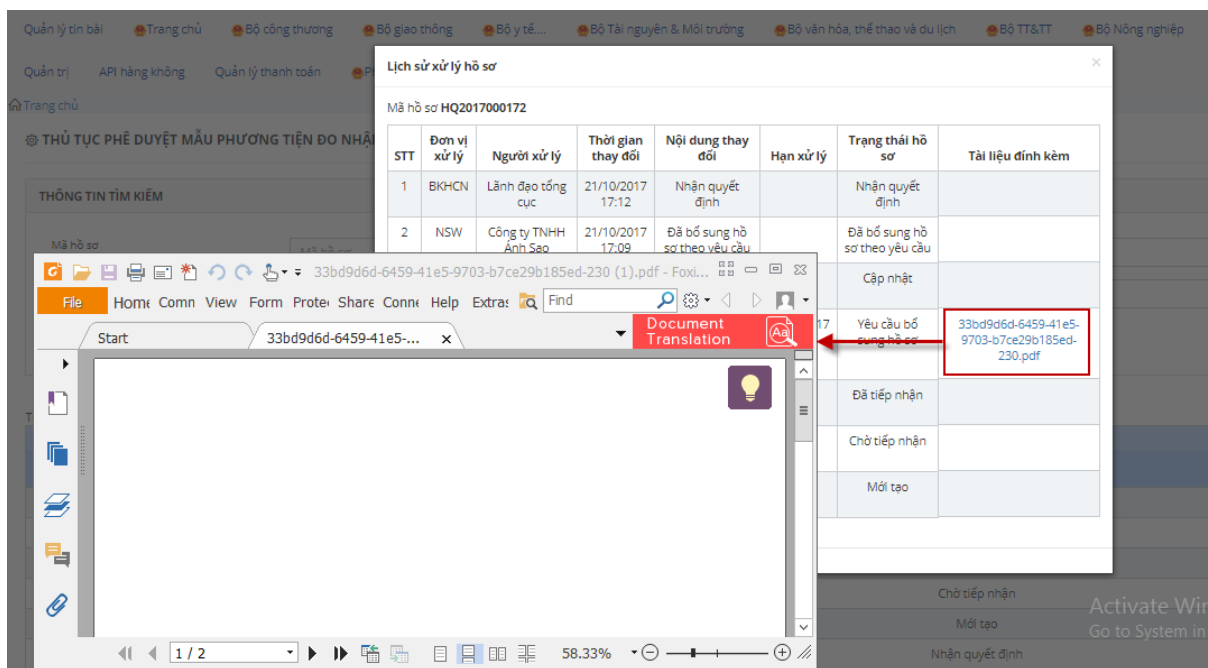 Quản lý tin bài Trang chủ Bộ công thương Bộ giao thông Bộ y tế.... Bộ Tài nguyên & Môi trường Bộ văn hóa, thể thao và du lịch Bộ TT&TT Bộ Nông nghiệp
Quản trị API hàng không Quản lý thanh toán
Trang chủ
THỦ TỤC PHÊ DUYỆT MẪU PHƯƠNG TIỆN ĐO NHẬ
THÔNG TIN TÌM KIẾM
Mã hồ sơ
Lịch sử xử lý hồ sơ ×
Mã hồ sơ HQ2017000172
STT Đơn vị xử lý Người xử lý Thời gian thay đổi Nội dung thay đổi Hạn xử lý Trạng thái hồ sơ Tài liệu đính kèm
1 BKHCN Lãnh đạo tổng cục 21/10/2017 17:12 Nhận quyết định Nhận quyết định
2 NSW Công ty TNHH Ánh Sao 21/10/2017 17:09 Đã bổ sung hồ sơ theo yêu cầu Đã bổ sung hồ sơ theo yêu cầu
Cập nhật
17 Yêu cầu bổ sung hồ sơ 33bd9d6d-6459-41e5-
9703-b7ce29b185ed-
230.pdf
Đã tiếp nhận
Chờ tiếp nhận
Mới tạo
33bd9d6d-6459-41e5-9703-b7ce29b185ed-230 (1).pdf - Foxi...
File Home Comn View Form Protec Share Conne Help Extras Find
Start 33bd9d6d-6459-41e5-... x
Document
Translation
1 / 2 58.33%
Chờ tiếp nhận
Mới tạo
Nhận quyết định
Activate Wir
Go to System in